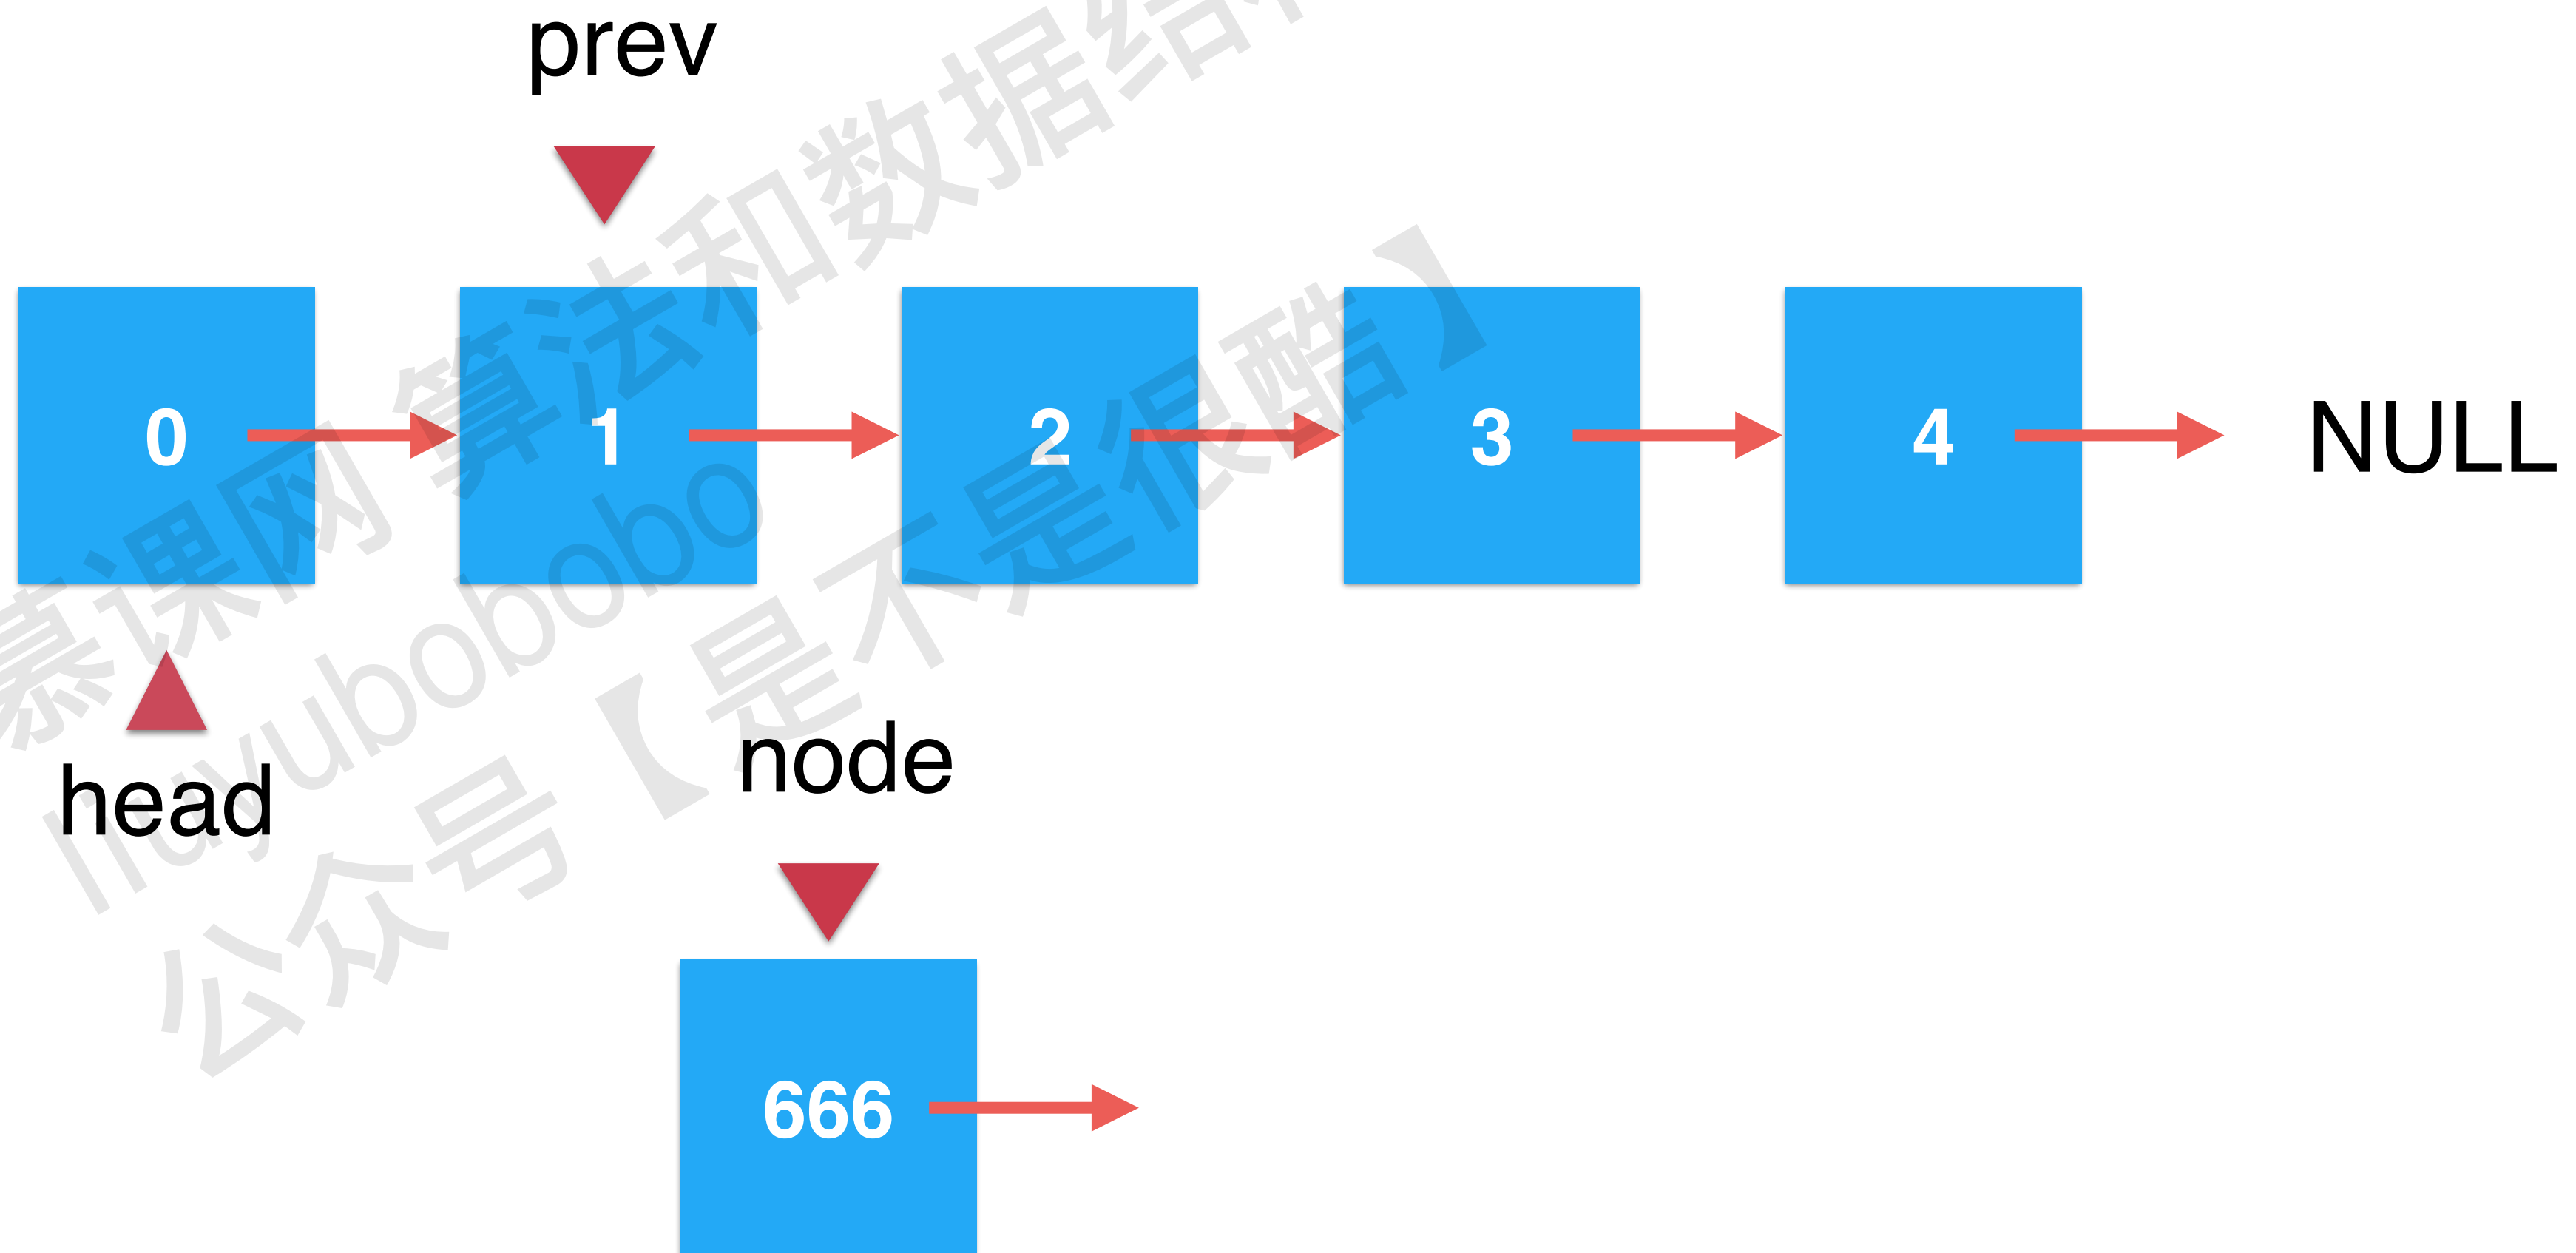 prev
0 1 2 3 4 NULL
head
node
666
慕课网 算法和数据结
liuyubobobo
公众号【是不是很酷】